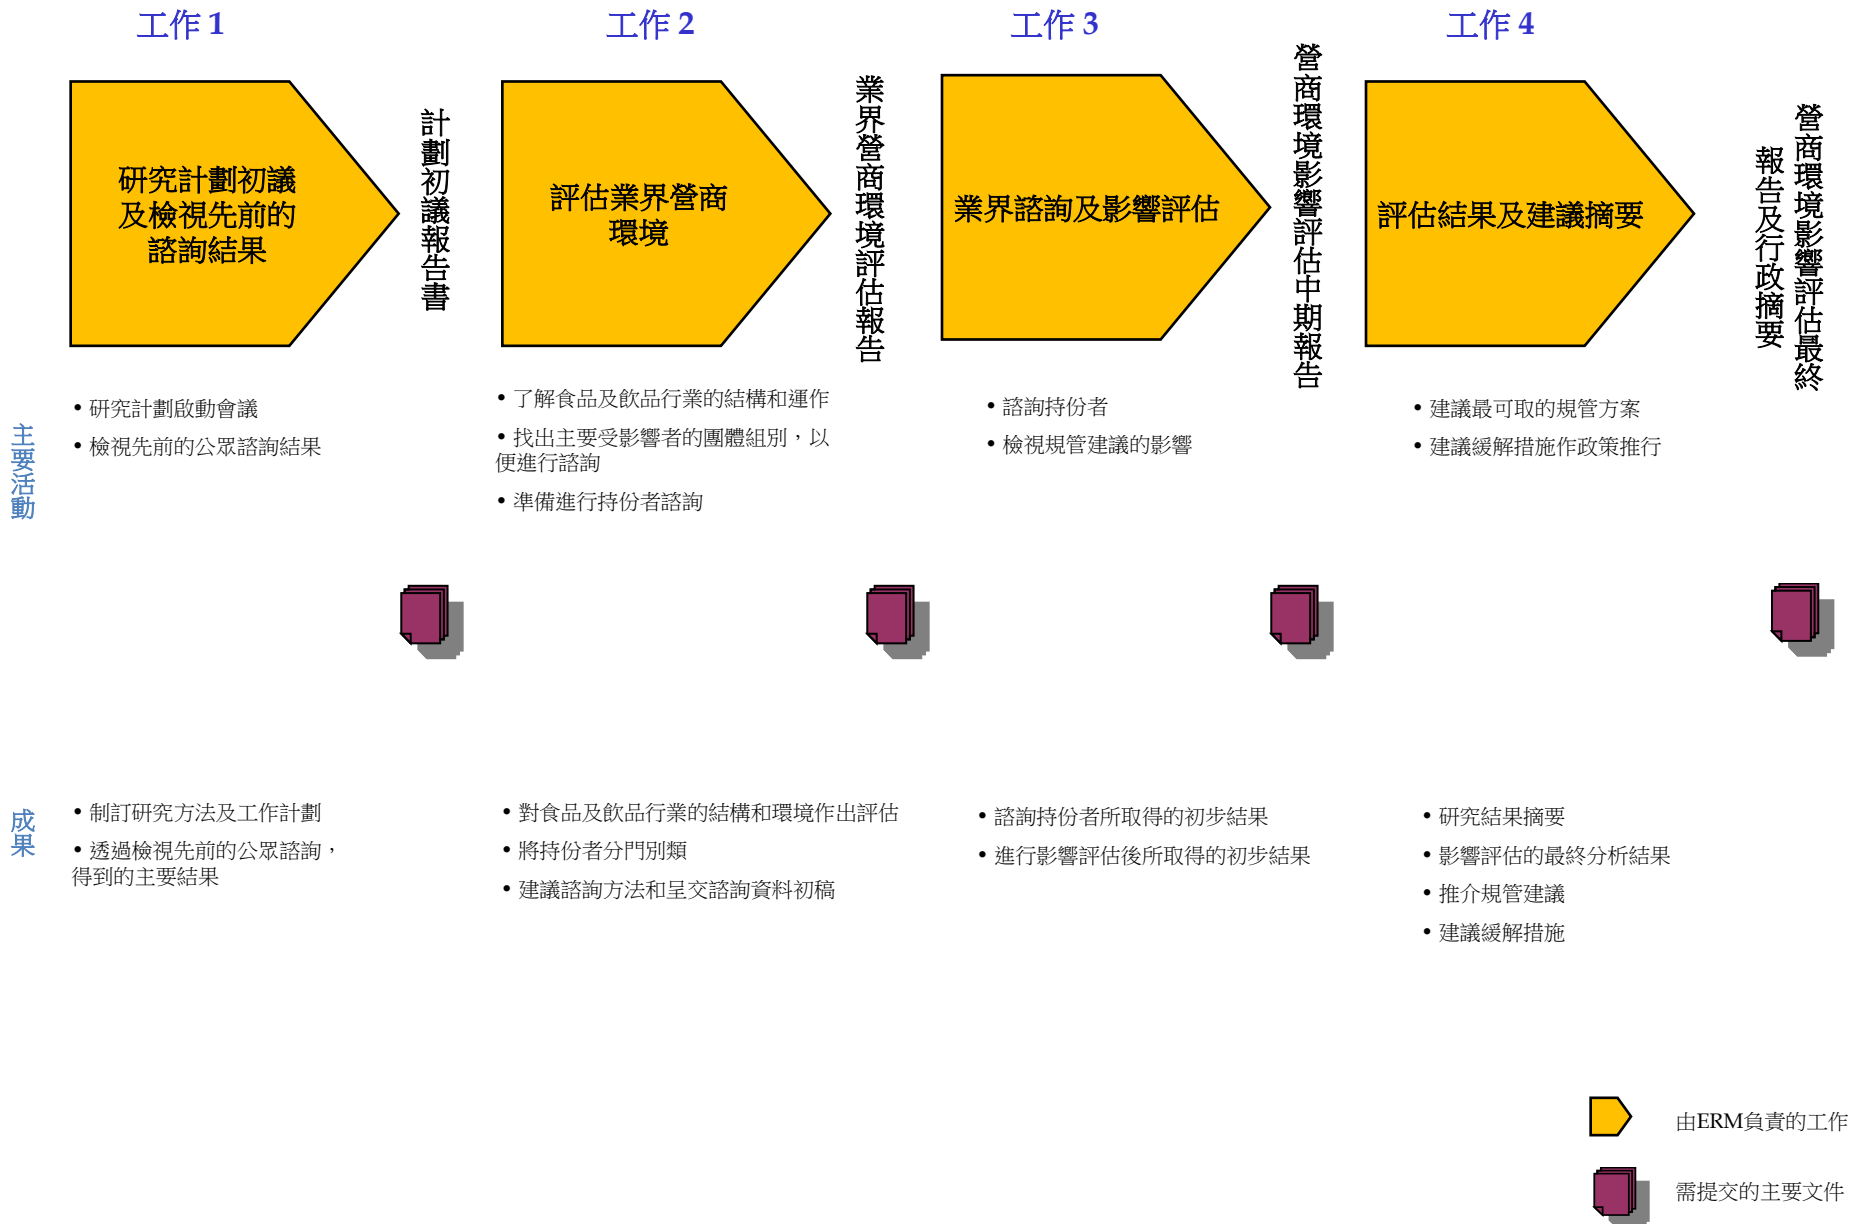 工作 1
工作 2
工作 3
工作 4
研究計劃初議
及檢視先前的
諮詢結果
計劃初議報告書
評估業界營商
環境
業界營商環境評估報告
業界諮詢及影響評估
營商環境影響評估中期報告
評估結果及建議摘要
營商環境影響評估最終
報告及行政摘要
主要活動
• 研究計劃啟動會議
• 檢視先前的公眾諮詢結果
• 了解食品及飲品行業的結構和運作
• 找出主要受影響者的團體組別，以
便進行諮詢
• 準備進行持份者諮詢
• 諮詢持份者
• 檢視規管建議的影響
• 建議最可取的規管方案
• 建議緩解措施作政策推行
成果
• 制訂研究方法及工作計劃
• 透過檢視先前的公眾諮詢，
得到的主要結果
• 對食品及飲品行業的結構和環境作出評估
• 將持份者分門別類
• 建議諮詢方法和呈交諮詢資料初稿
• 諮詢持份者所取得的初步結果
• 進行影響評估後所取得的初步結果
• 研究結果摘要
• 影響評估的最終分析結果
• 推介規管建議
• 建議緩解措施
由ERM負責的工作
需提交的主要文件